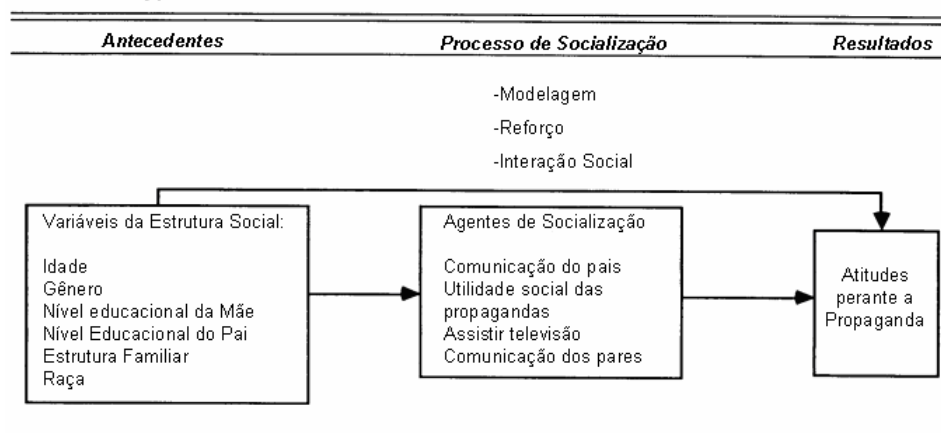 Antecedentes
Processo de Socialização
Resultados
-Modelagem
-Reforço
-Interação Social
Variáveis da Estrutura Social:
Idade
Gênero
Nível educacional da Mãe
Nível Educacional do Pai
Estrutura Familiar
Raça
Agentes de Socialização
Comunicação do pais
Utilidade social das
propagandas
Assistir televisão
Comunicação dos pares
Atitudes
perante a
Propaganda